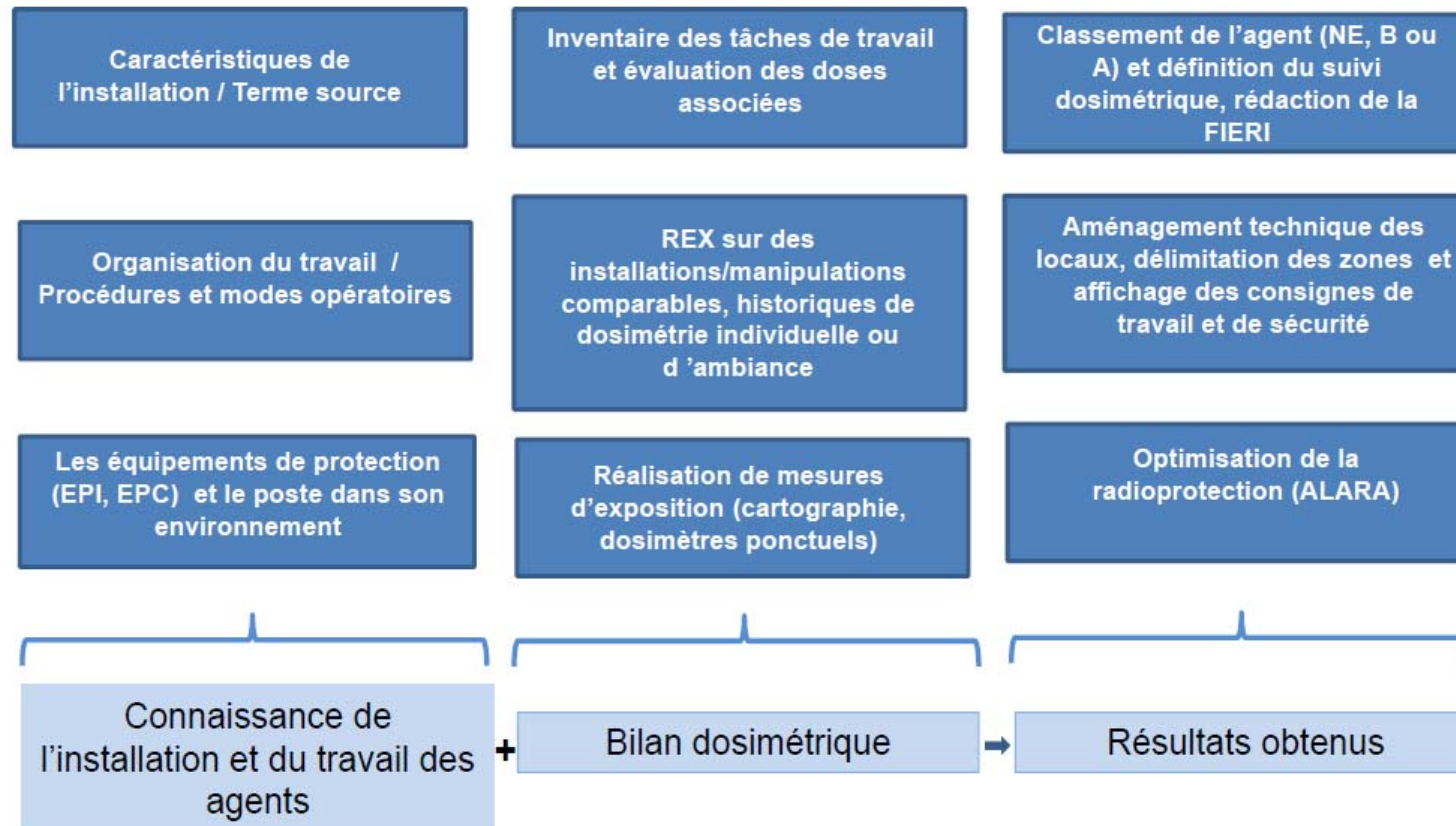 Caractéristiques de
l'installation / Terme source
Inventaire des tâches de travail
et évaluation des doses
associées
Classement de l'agent (NE, B ou
A) et définition du suivi
dosimétrique, rédaction de la
FIERI
Organisation du travail /
Procédures et modes opératoires
REX sur des
installations/manipulations
comparables, historiques de
dosimétrie individuelle ou
d 'ambiance
Aménagement technique des
locaux, délimitation des zones et
affichage des consignes de
travail et de sécurité
Les équipements de protection
(EPI, EPC) et le poste dans son
environnement
Réalisation de mesures
d'exposition (cartographie,
dosimètres ponctuels)
Optimisation de la
radioprotection (ALARA)
Connaissance de
l'installation et du travail des
agents
+
Bilan dosimétrique
➡
Résultats obtenus